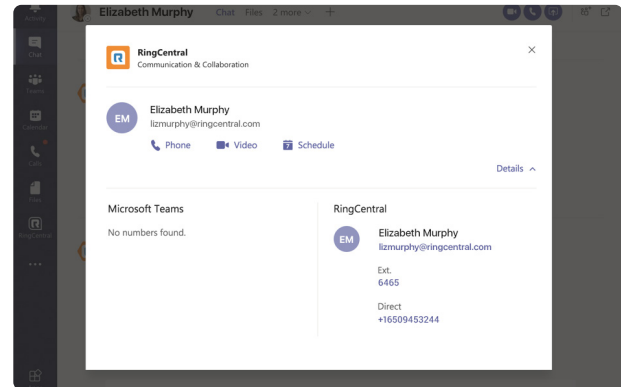 Activity
Elizabeth Murphy Chat Files 2 more
RingCentral
Communication & Collaboration
Chat
Teams
EM
Elizabeth Murphy
lizmurphy@ringcentral.com
Calendar
Phone Video 7 Schedule
Calls
Details
Files
Microsoft Teams
No numbers found.
RingCentral
EM
Elizabeth Murphy
lizmurphy@ringcentral.com
Ext.
6465
Direct
+16509453244
RingCentral